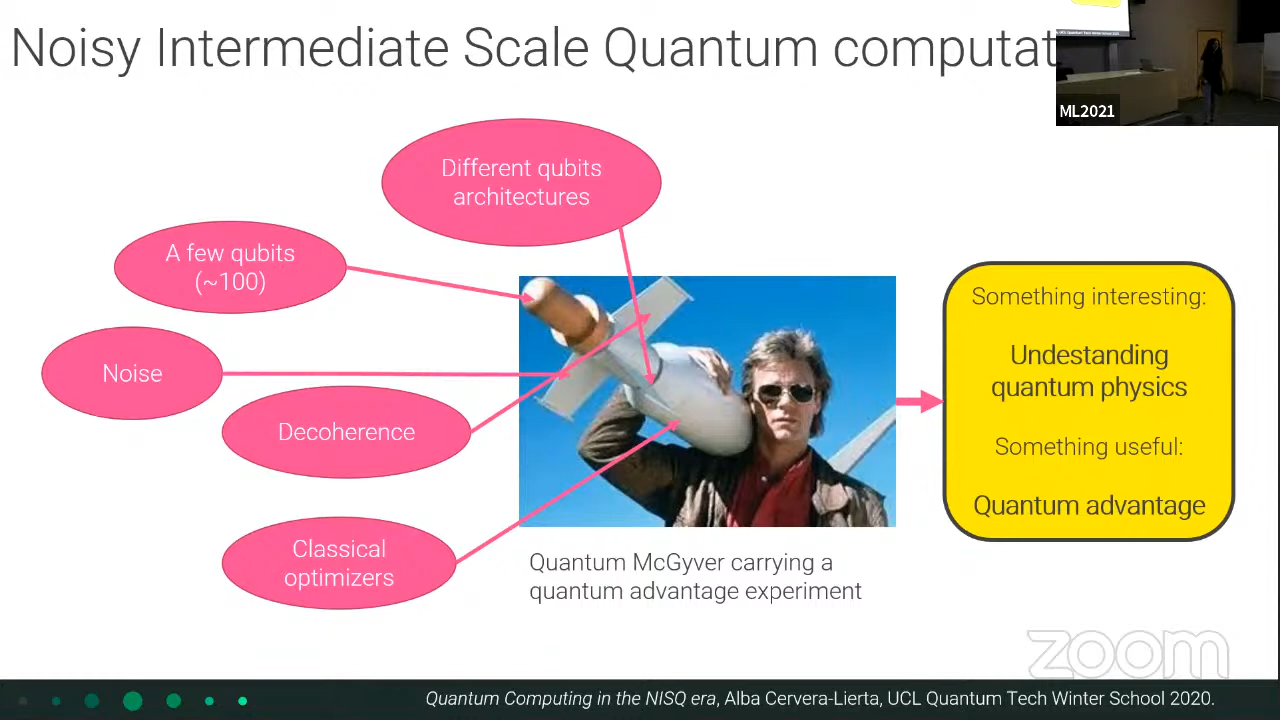 Noisy Intermediate Scale Quantum computat
ML2021
Different qubits
architectures
A few qubits
(~100)
Noise
Decoherence
Classical
optimizers
Something interesting:
Undestanding
quantum physics
Something useful:
Quantum advantage
Quantum McGyver carrying a
quantum advantage experiment
zoom
Quantum Computing in the NISQ era, Alba Cervera-Lierta, UCL Quantum Tech Winter School 2020.